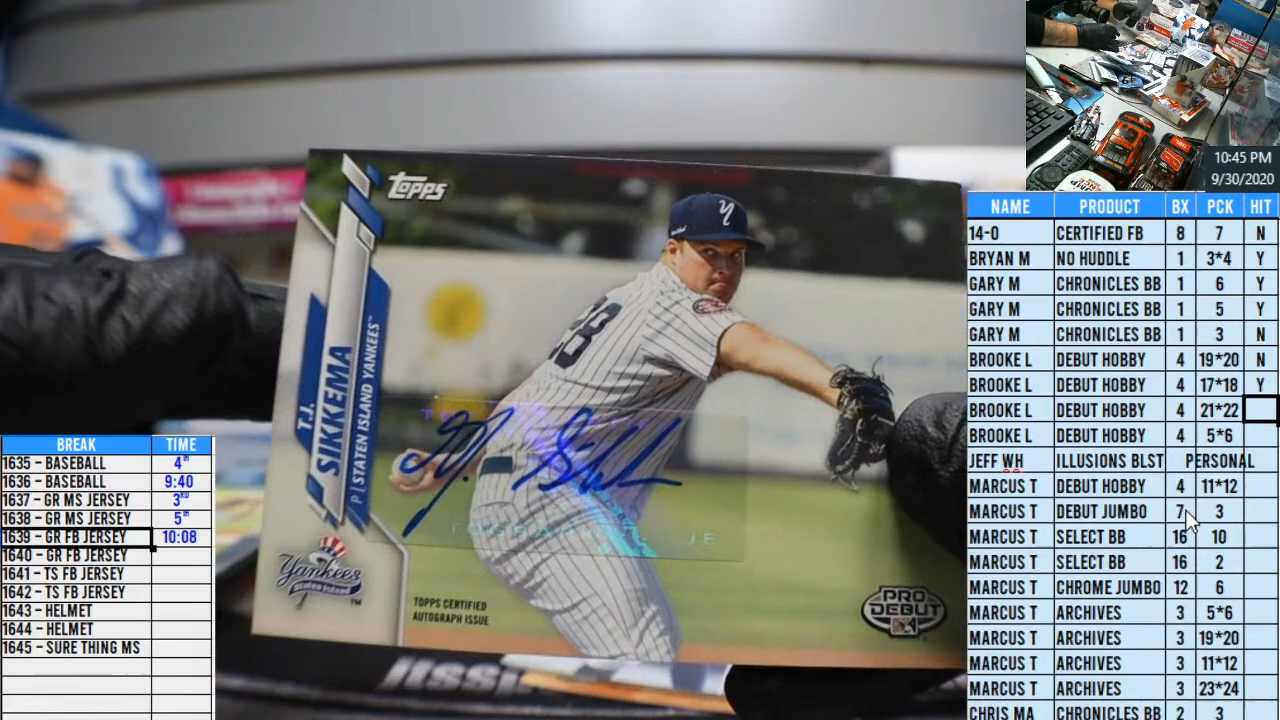 10:45 PM
9/30/2020
NAME PRODUCT BX PCK HIT
14-0 CERTIFIED FB 8 7 N
BRYAN M NO HUDDLE 1 3*4 Y
GARY M CHRONICLES BB 1 6 Y
GARY M CHRONICLES BB 1 5 Y
GARY M CHRONICLES BB 1 3 N
BROOKE L DEBUT HOBBY 4 19*20 N
BROOKE L DEBUT HOBBY 4 17*18 Y
BROOKE L DEBUT HOBBY 4 21*22
BROOKE L DEBUT HOBBY 4 5*6
JEFF WH ILLUSIONS BLST PERSONAL
MARCUS T DEBUT HOBBY 4 11*12
MARCUS T DEBUT JUMBO 7 3
MARCUS T SELECT BB 16 10
MARCUS T SELECT BB 16 2
MARCUS T CHROME JUMBO 12 6
MARCUS T ARCHIVES 3 5*6
MARCUS T ARCHIVES 3 19*20
MARCUS T ARCHIVES 3 11*12
MARCUS T ARCHIVES 3 23*24
CHRIS MA CHRONICLES BB 2 3
BREAK TIME
1635 - BASEBALL 4TH
1636 - BASEBALL 9:40
1637 - GR MS JERSEY 3RD
1638 - GR MS JERSEY 5TH
1639 - GR FB JERSEY 10:08
1640 - GR FB JERSEY
1641 - TS FB JERSEY
1642 - TS FB JERSEY
1643 - HELMET
1644 - HELMET
1645 - SURE THING MS
TOPPS
T.J.
SIKKEMA
P | STATEN ISLAND YANKEES™
28
Yankees
Staten Island
TOPPS CERTIFIED
AUTOGRAPH ISSUE
PRO
DEBUT